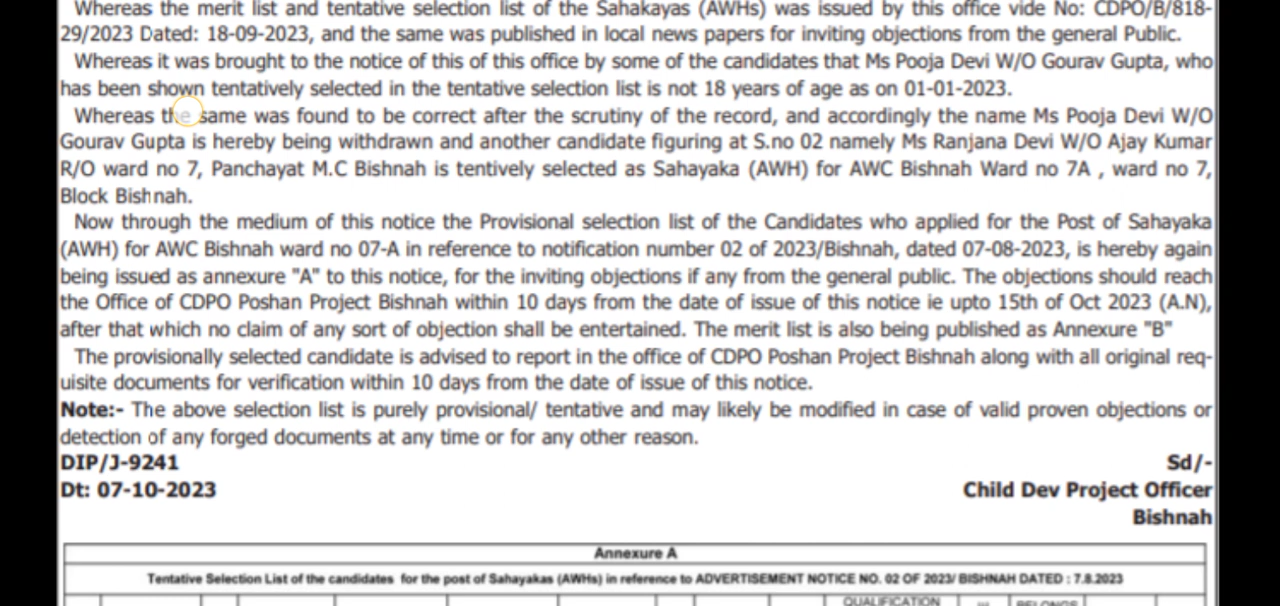 Whereas the merit list and tentative selection list of the Sahakayas (AWHs) was issued by this office vide No: CDPO/B/818-
29/2023 Dated: 18-09-2023, and the same was published in local news papers for inviting objections from the general Public.
Whereas it was brought to the notice of this of this office by some of the candidates that Ms Pooja Devi W/O Gourav Gupta, who
has been shown tentatively selected in the tentative selection list is not 18 years of age as on 01-01-2023.
Whereas the same was found to be correct after the scrutiny of the record, and accordingly the name Ms Pooja Devi W/O
Gourav Gupta is hereby being withdrawn and another candidate figuring at S.no 02 namely Ms Ranjana Devi W/O Ajay Kumar
R/O ward no 7, Panchayat M.C Bishnah is tentively selected as Sahayaka (AWH) for AWC Bishnah Ward no 7A , ward no 7,
Block Bishnah.
Now through the medium of this notice the Provisional selection list of the Candidates who applied for the Post of Sahayaka
(AWH) for AWC Bishnah ward no 07-A in reference to notification number 02 of 2023/Bishnah, dated 07-08-2023, is hereby again
being issued as annexure "A" to this notice, for the inviting objections if any from the general public. The objections should reach
the Office of CDPO Poshan Project Bishnah within 10 days from the date of issue of this notice ie upto 15th of Oct 2023 (A.N),
after that which no claim of any sort of objection shall be entertained. The merit list is also being published as Annexure "B"
The provisionally selected candidate is advised to report in the office of CDPO Poshan Project Bishnah along with all original req-
uisite documents for verification within 10 days from the date of issue of this notice.
Note:- The above selection list is purely provisional/ tentative and may likely be modified in case of valid proven objections or
detection of any forged documents at any time or for any other reason.
DIP/J-9241 Sd/-
Dt: 07-10-2023 Child Dev Project Officer
Bishnah
Annexure A
Tentative Selection List of the candidates for the post of Sahayakas (AWHs) in reference to ADVERTISEMENT NOTICE NO. 02 OF 2023/ BISHNAH DATED : 7.8.2023
QUALIFICATION BELONGS